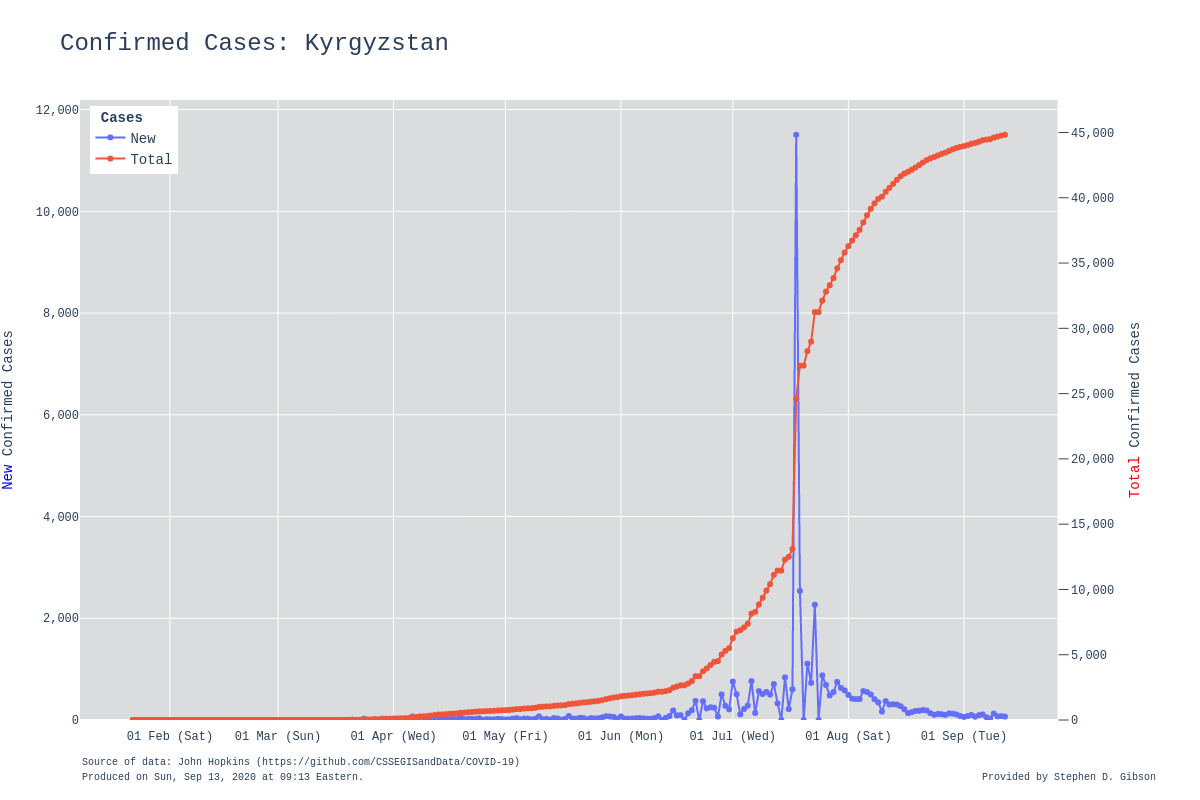 Confirmed Cases: Kyrgyzstan
Cases
New
Total
12,000
10,000
8,000
6,000
4,000
2,000
0
New Confirmed Cases
45,000
40,000
35,000
30,000
25,000
20,000
15,000
10,000
5,000
0
Total Confirmed Cases
01 Feb (Sat) 01 Mar (Sun) 01 Apr (Wed) 01 May (Fri) 01 Jun (Mon) 01 Jul (Wed) 01 Aug (Sat) 01 Sep (Tue)
Source of data: John Hopkins (https://github.com/CSSEGISandData/COVID-19)
Produced on Sun, Sep 13, 2020 at 09:13 Eastern.
Provided by Stephen D. Gibson